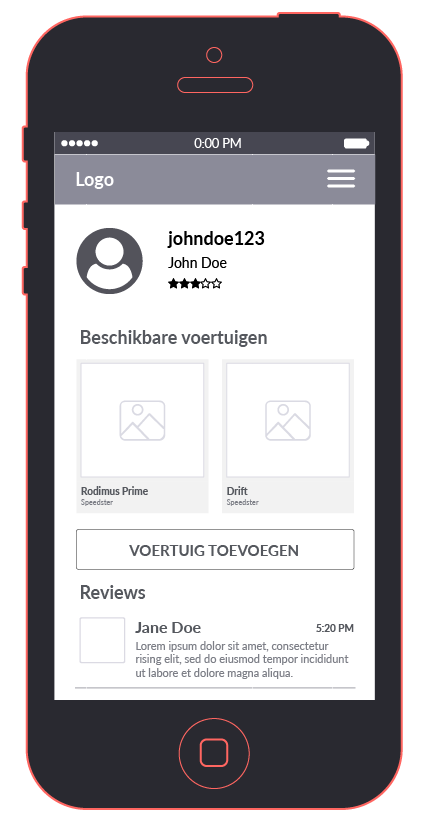 0:00 PM
Logo
johndoe123
John Doe
Beschikbare voertuigen
Rodimus Prime
Speedster
Drift
Speedster
VOERTUIG TOEVOEGEN
Reviews
Jane Doe
5:20 PM
Lorem ipsum dolor sit amet, consectetur
rising elit, sed do eiusmod tempor incididunt
ut labore et dolore magna aliqua.